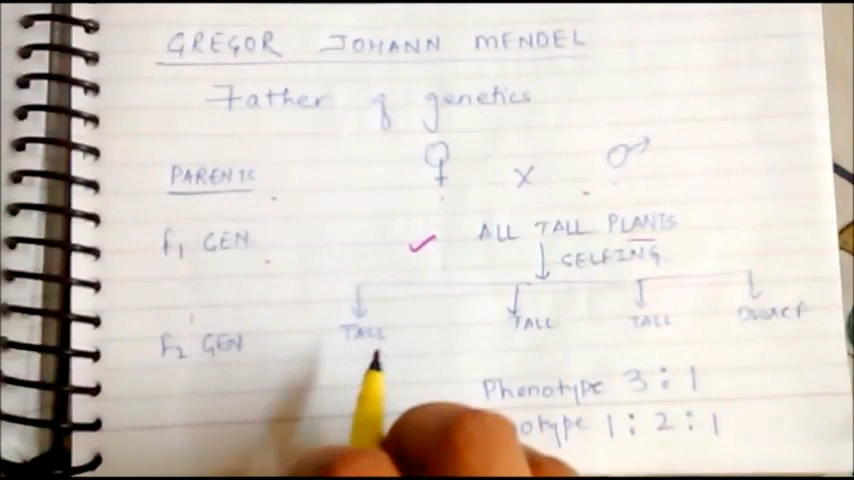 GREGOR JOHANN MENDEL
Father of genetics
PARENTS ♀ X ♂
F1 GEN ALL TALL PLANTS
SELFING
F2 GEN TALL TALL TALL DWARF
Phenotype 3 : 1
otype 1 : 2 : 1